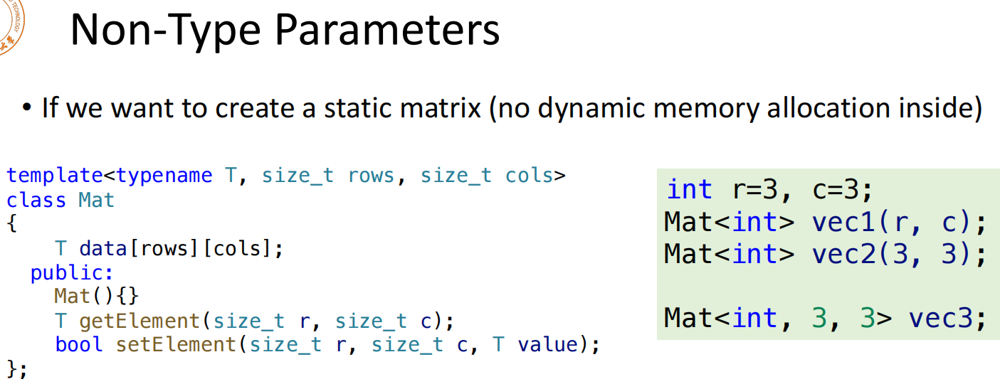 TECHNOLOGY
Non-Type Parameters
• If we want to create a static matrix (no dynamic memory allocation inside)
template<typename T, size_t rows, size_t cols>
class Mat
{
    T data[rows][cols];
  public:
    Mat(){}
    T getElement(size_t r, size_t c);
    bool setElement(size_t r, size_t c, T value);
};
int r=3, c=3;
Mat<int> vec1(r, c);
Mat<int> vec2(3, 3);
Mat<int, 3, 3> vec3;